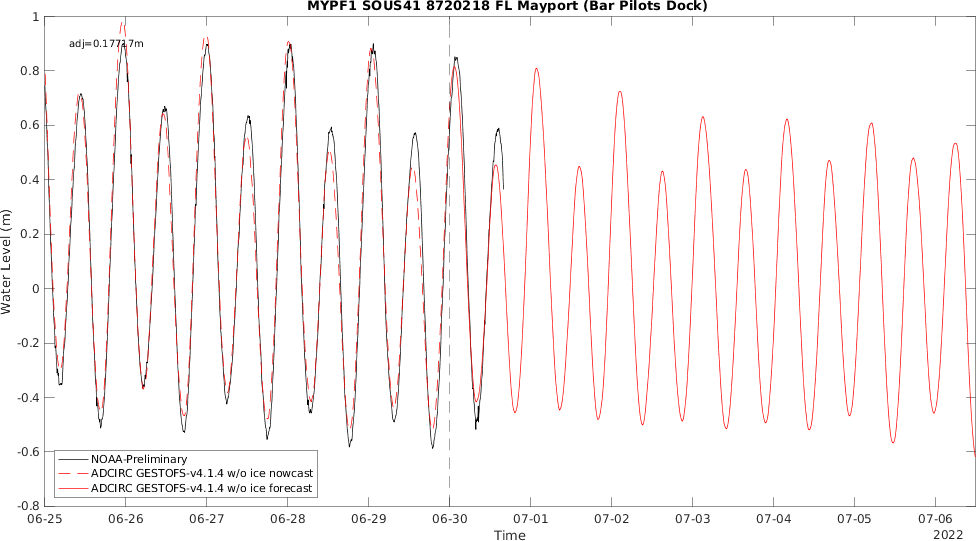 MYPF1 SOUS41 8720218 FL Mayport (Bar Pilots Dock)
1
adj=0.17717m
0.8
0.6
0.4
0.2
0
-0.2
-0.4
-0.6
-0.8
Water Level (m)
NOAA-Preliminary
ADCIRC GESTOFS-v4.1.4 w/o ice nowcast
ADCIRC GESTOFS-v4.1.4 w/o ice forecast
06-25 06-26 06-27 06-28 06-29 06-30 07-01 07-02 07-03 07-04 07-05 07-06
Time
2022